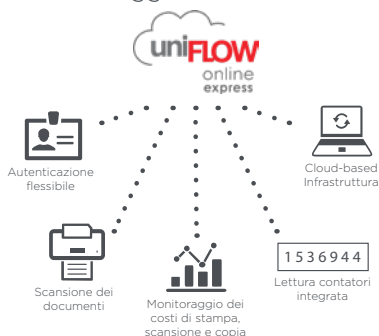 uniFLOW
online
express
Autenticazione
flessibile
Cloud-based
Infrastruttura
Scansione dei
documenti
Monitoraggio dei
costi di stampa,
scansione e copia
1536944
Lettura contatori
integrata